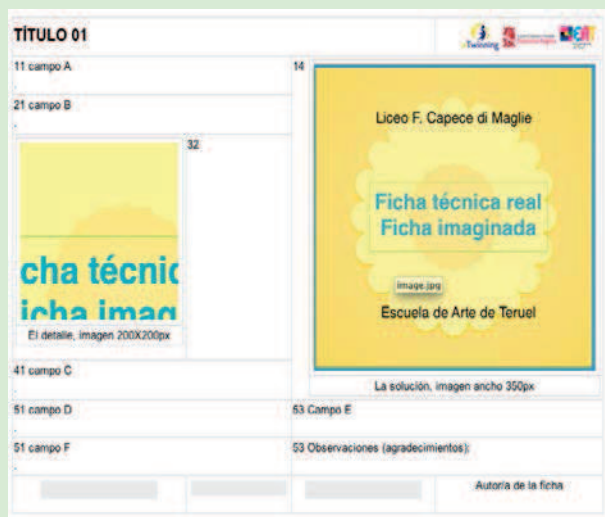 TÍTULO 01
eTwinning
11 campo A
.
21 campo B
.
cha técnic
icha imag
El detalle, imagen 200X200px
32
14
Liceo F. Capece di Maglie
Ficha técnica real
Ficha imaginada
image.jpg
Escuela de Arte de Teruel
La solución, imagen ancho 350px
41 campo C
.
51 campo D
.
53 Campo E
51 campo F
.
53 Observaciones (agradecimientos):
Autoría de la ficha